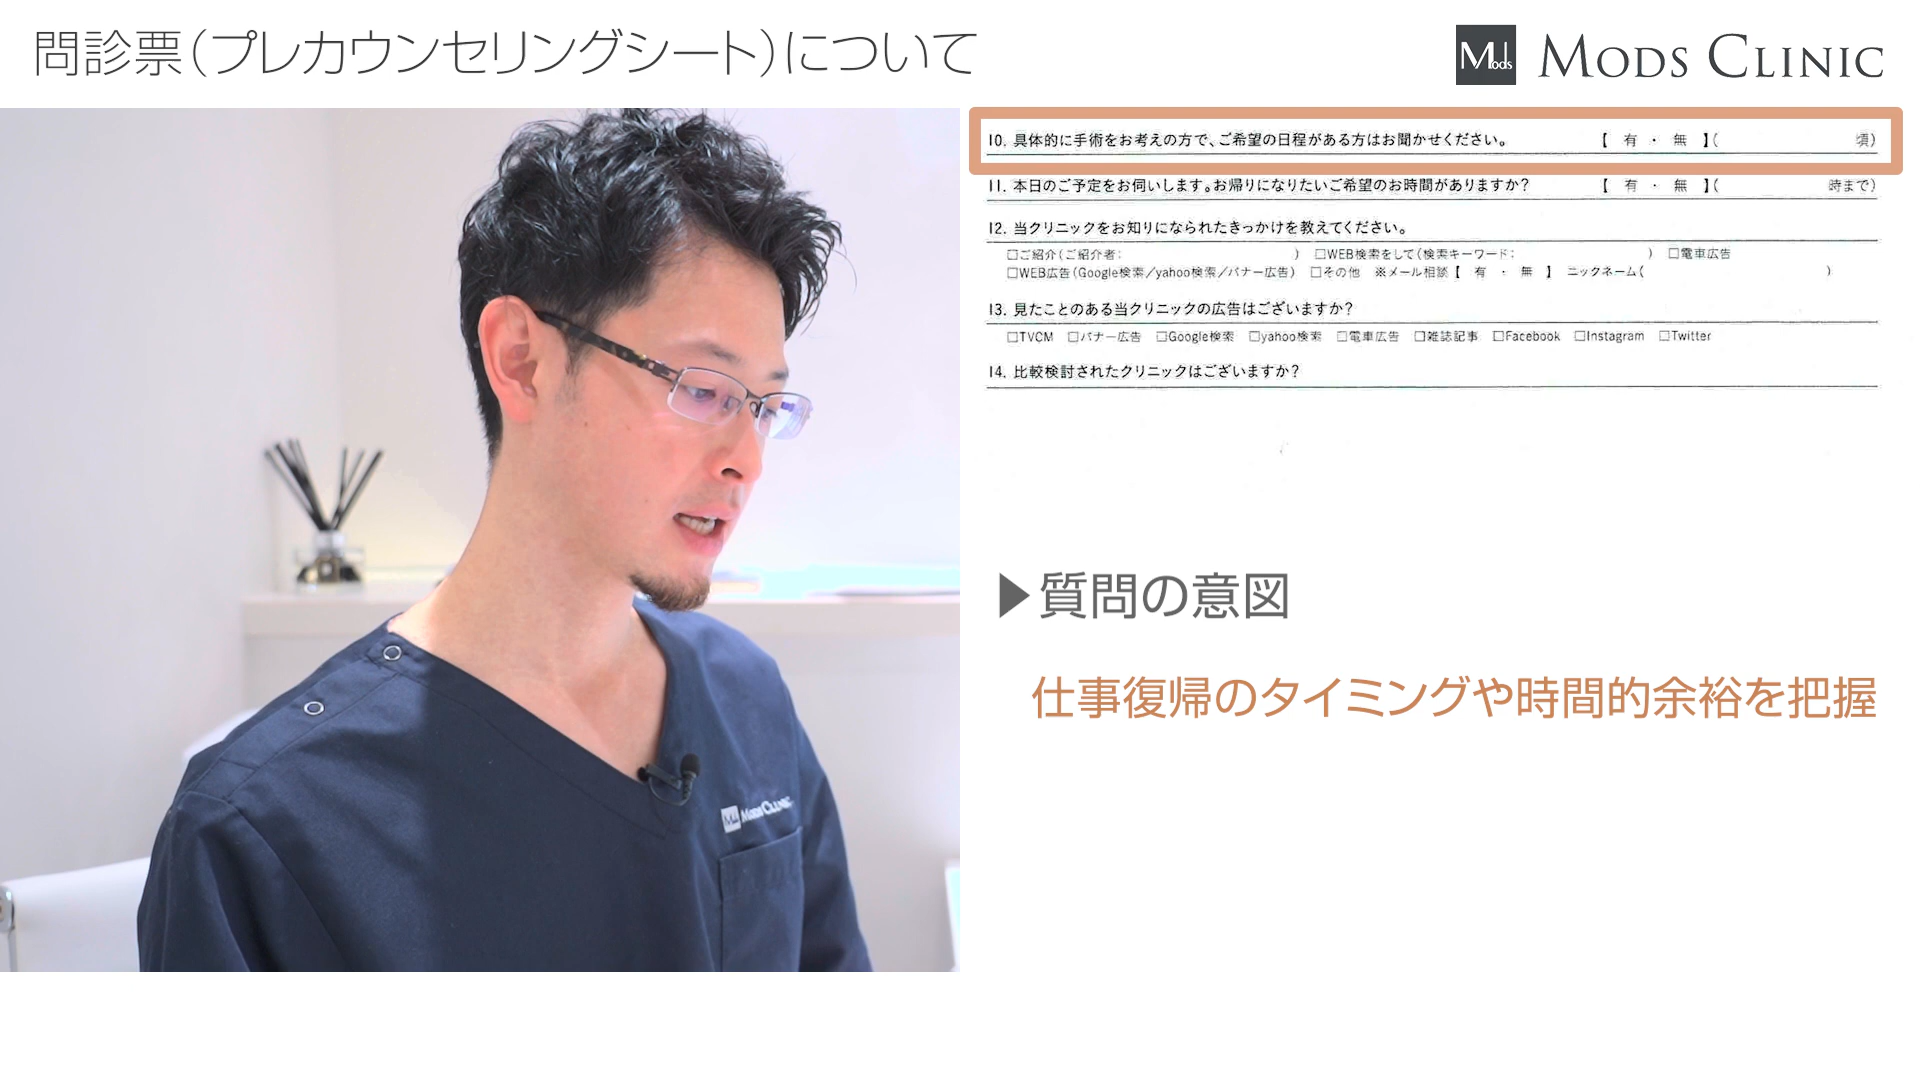 問診票（プレカウンセリングシート）について
Mods
MODS CLINIC
10. 具体的に手術をお考えの方で、ご希望の日程がある方はお聞かせください。 【 有 ・ 無 】( 頃)
11. 本日のご予定をお伺いします。お帰りになりたいご希望のお時間がありますか？ 【 有 ・ 無 】( 時まで)
12. 当クリニックをお知りになられたきっかけを教えてください。
□ご紹介(ご紹介者: ) □WEB検索をして(検索キーワード: ) □電車広告
□WEB広告(Google検索／yahoo検索／バナー広告) □その他 ※メール相談【 有 ・ 無 】 ニックネーム( )
13. 見たことのある当クリニックの広告はございますか？
□TVCM □バナー広告 □Google検索 □yahoo検索 □電車広告 □雑誌記事 □Facebook □Instagram □Twitter
14. 比較検討されたクリニックはございますか？
▶質問の意図
仕事復帰のタイミングや時間的余裕を把握
MODS CLINIC